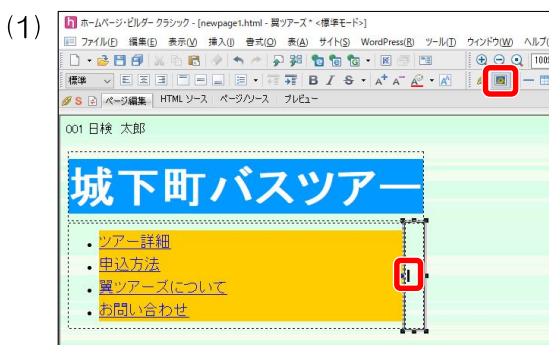 (1)
ホームページ・ビルダー クラシック - [newpage1.html - 翼ツアーズ * <標準モード>]
ファイル(F) 編集(E) 表示(V) 挿入(I) 書式(O) 表(A) サイト(S) WordPress(R) ツール(T) ウィンドウ(W) ヘルプ(
標準 B I S A A A A
S ページ編集 HTML ソース ページ/ソース プレビュー
001 日検 太郎
城下町バスツアー
・ツアー詳細
・申込方法
・翼ツアーズについて
・お問い合わせ